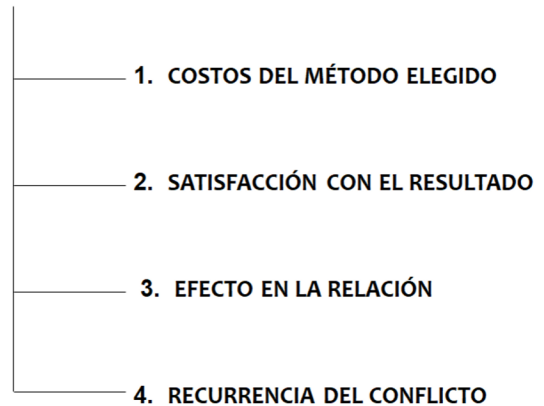 1. COSTOS DEL MÉTODO ELEGIDO
2. SATISFACCIÓN CON EL RESULTADO
3. EFECTO EN LA RELACIÓN
4. RECURRENCIA DEL CONFLICTO